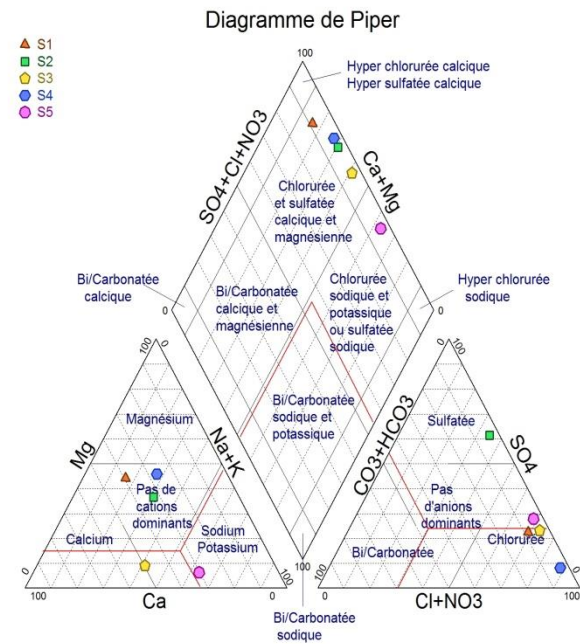 Diagramme de Piper
S1
S2
S3
S4
S5
100
Hyper chlorurée calcique
Hyper sulfatée calcique
SO4+Cl+NO3
Ca+Mg
Chlorurée
et sulfatée
calcique et
magnésienne
Bi/Carbonatée
calcique
Bi/Carbonatée
calcique et
magnésienne
Chlorurée
sodique et
potassique
ou sulfatée
sodique
Hyper chlorurée
sodique
0
0
Bi/Carbonatée
sodique et
potassique
100
0
Magnésium
Mg
Na+K
Pas de
cations
dominants
Calcium
Sodium
Potassium
0
100
100
0
Ca
100
Bi/Carbonatée
sodique
100
0
Sulfatée
CO3+HCO3
SO4
Pas
d'anions
dominants
Bi/Carbonatée
Chlorurée
100
0
0
100
Cl+NO3